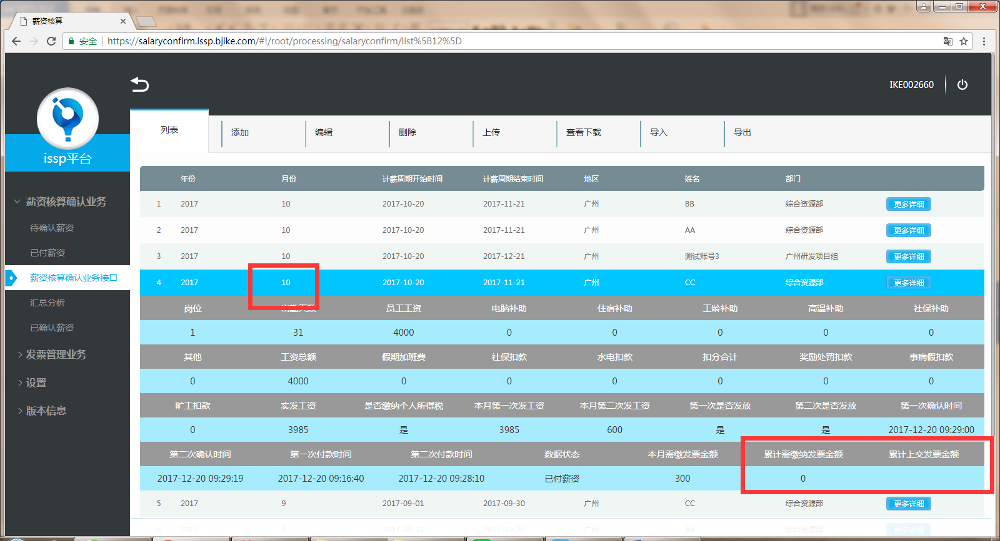 薪资核算
安全 https://salaryconfirm.issp.bjike.com/#!/root/processing/salaryconfirm/list%5B12%5D
IKE002660
issp平台
薪资核算确认业务
待确认薪资
已付薪资
薪资核算确认业务接口
汇总分析
已确认薪资
发票管理业务
设置
版本信息
列表 添加 编辑 删除 上传 查看下载 导入 导出
年份 月份 计薪周期开始时间 计薪周期结束时间 地区 姓名 部门
1 2017 10 2017-10-20 2017-11-21 广州 BB 综合资源部 更多详细
2 2017 10 2017-10-20 2017-11-21 广州 AA 综合资源部 更多详细
3 2017 10 2017-10-20 2017-12-21 广州 测试账号3 广州研发项目组 更多详细
4 2017 10 2017-10-20 2017-11-21 广州 CC 综合资源部 更多详细
岗位 出勤天数 员工工资 电脑补助 住宿补助 工龄补助 高温补助 社保补助
1 31 4000 0 0 0 0 0
其他 工资总额 假期加班费 社保扣款 水电扣款 扣分合计 奖励处罚扣款 事病假扣款
0 4000 0 0 0 0 0 0
旷工扣款 实发工资 是否缴纳个人所得税 本月第一次发工资 本月第二次发工资 第一次是否发放 第二次是否发放 第一次确认时间
0 3985 是 3985 600 是 是 2017-12-20 09:29:00
第二次确认时间 第一次付款时间 第二次付款时间 数据状态 本月需缴发票金额 累计需缴纳发票金额 累计上交发票金额
2017-12-20 09:29:19 2017-12-20 09:16:40 2017-12-20 09:28:10 已付薪资 300 0
5 2017 9 2017-09-01 2017-09-30 广州 CC 综合资源部 更多详细
6 2017 9 2017-09-21 2017-10-20 广州 AA 综合资源部 更多详细